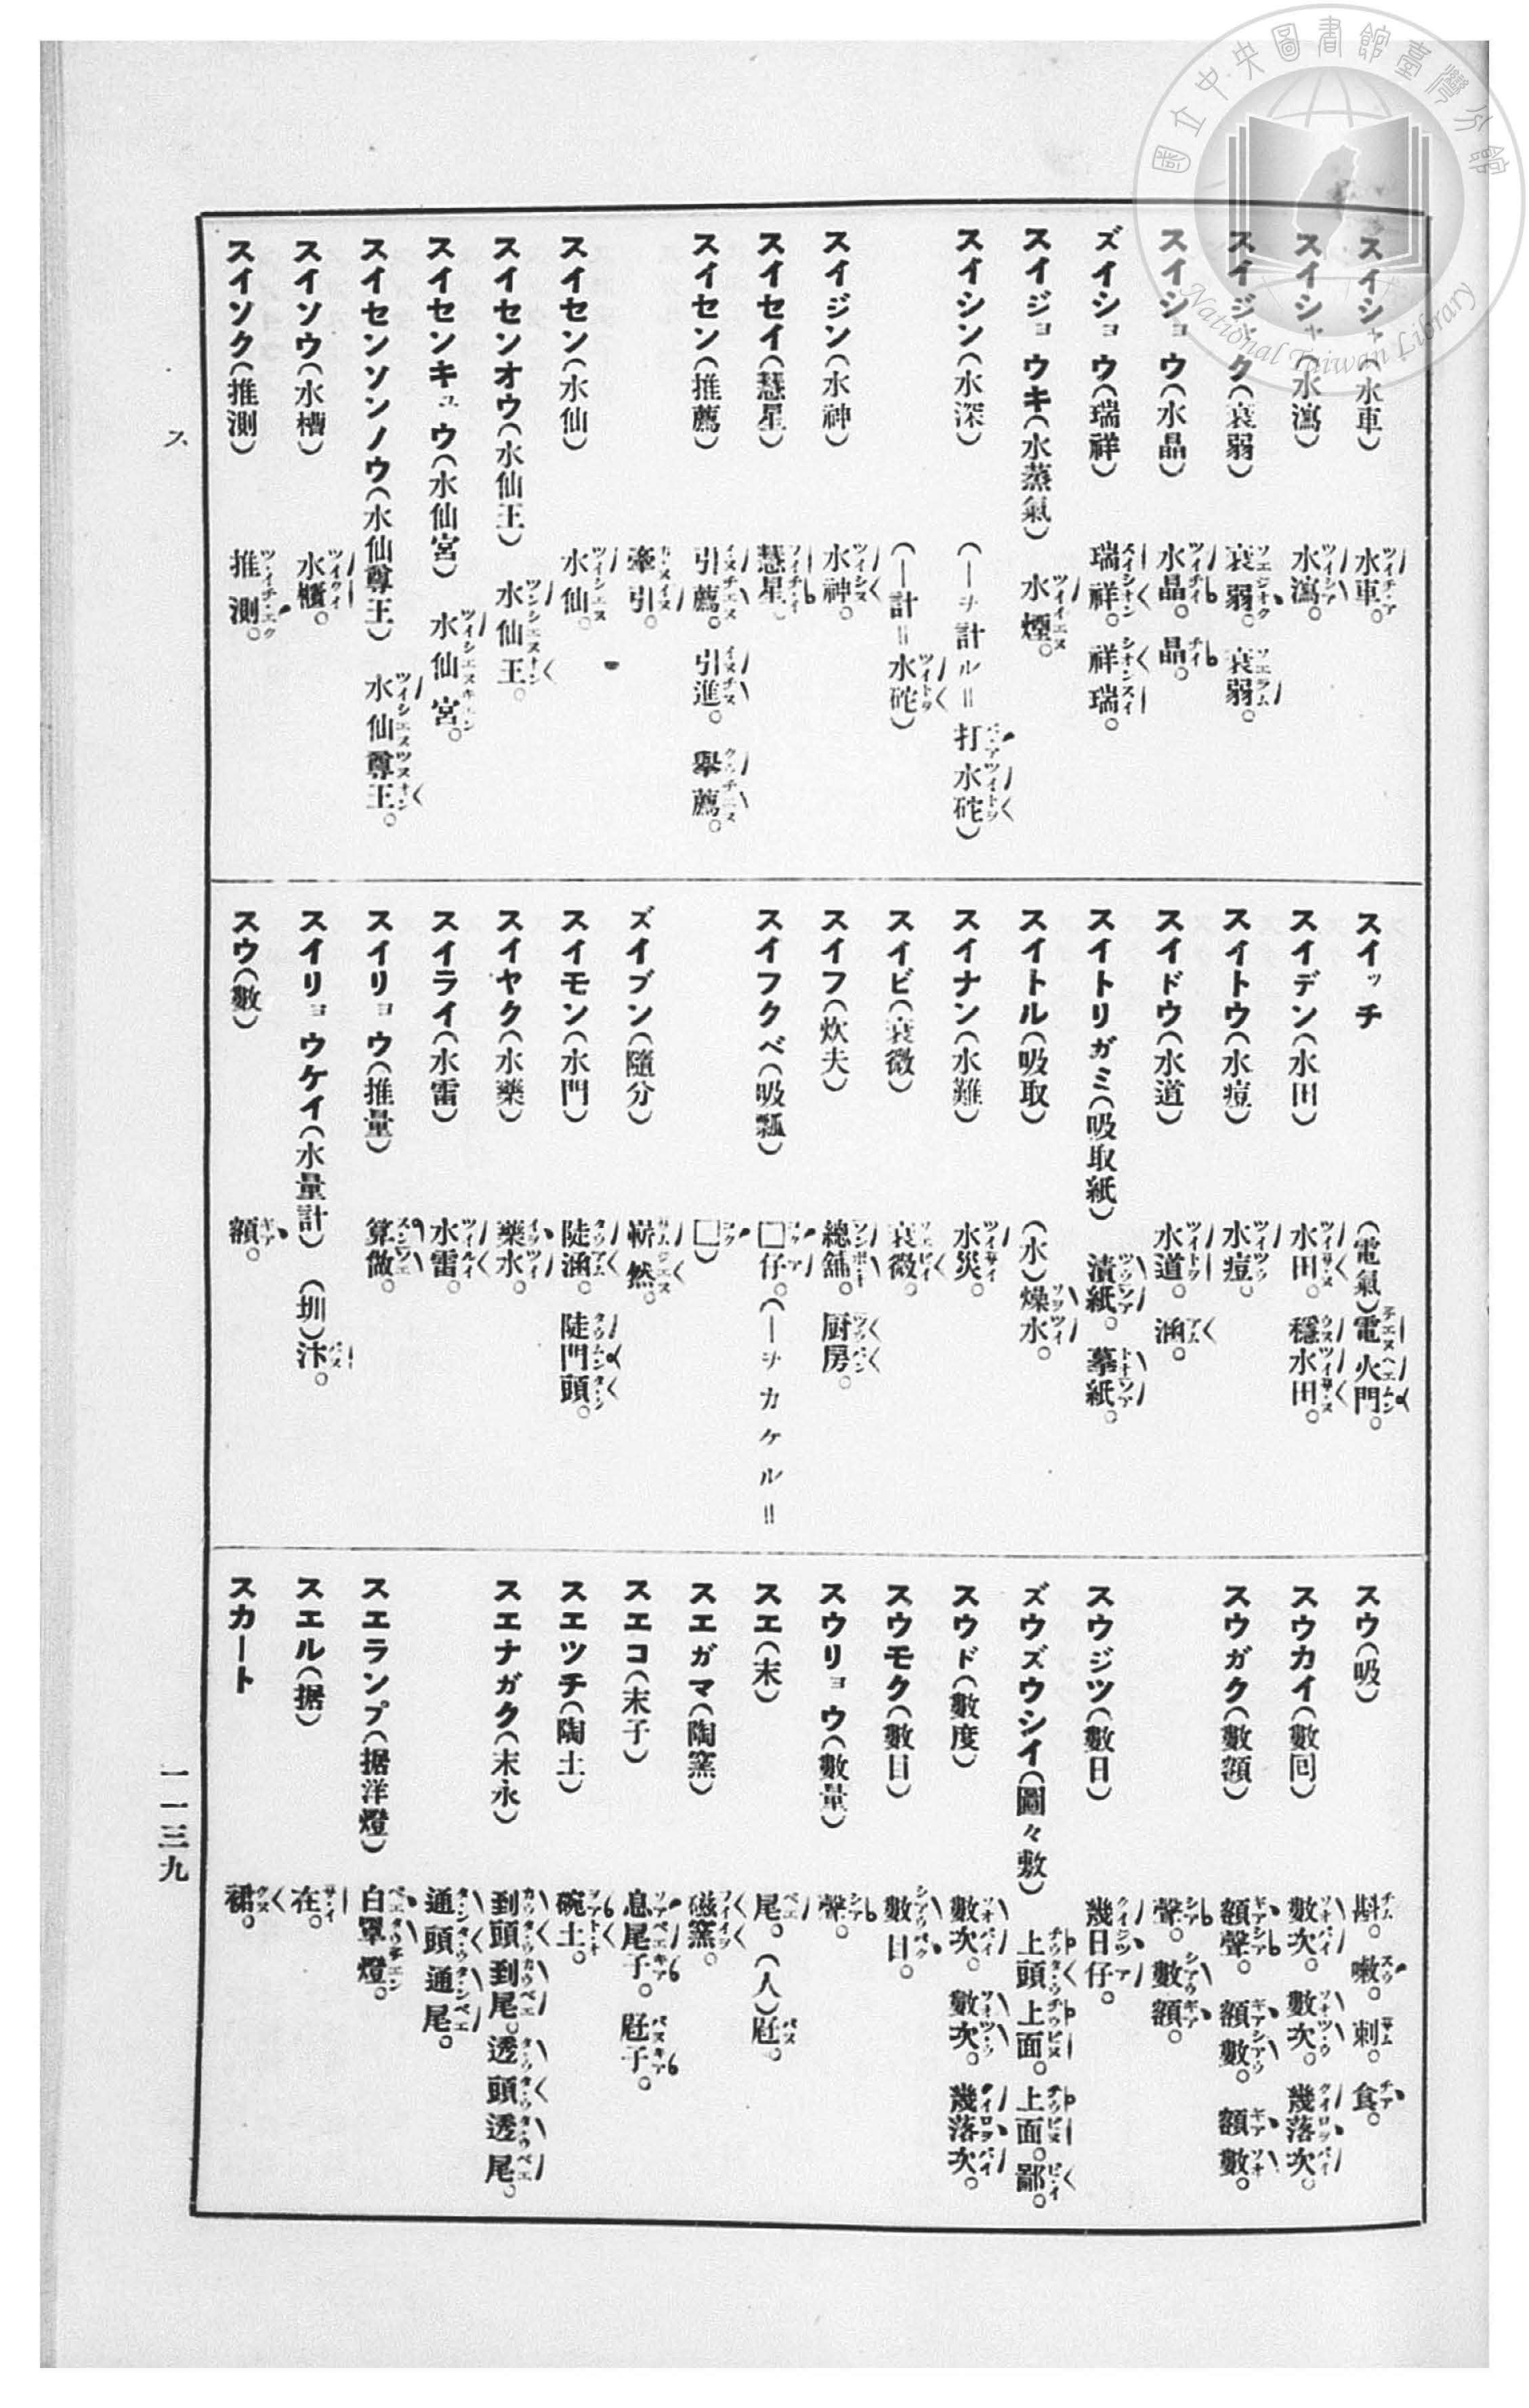 國立中央圖書館臺灣分館
National Taiwan Library
スイシャ(水車) 水車。
スイシャ(水瀉) 水瀉。
スイジャク(衰弱) 衰弱。衰弱。
スイショウ(水晶) 水晶。晶。
ズイショウ(瑞祥) 瑞祥。祥瑞。
スイジョウキ(水蒸氣) 水煙。
スイシン(水深) (―ヲ計ル=打水砣)
(―計=水砣)
スイジン(水神) 水神。
スイセイ(慧星) 慧星。
スイセン(推薦) 引薦。引進。舉薦。
牽引。
スイセン(水仙) 水仙。
スイセンオウ(水仙王) 水仙王。
スイセンキュウ(水仙宮) 水仙宮。
スイセンソンノウ(水仙尊王) 水仙尊王。
スイソウ(水槽) 水櫃。
スイソク(推測) 推測。
スイッチ (電氣)電火門。
スイデン(水田) 水田。穩水田。
スイトウ(水痘) 水痘。
スイドウ(水道) 水道。涵。
スイトリガミ(吸取紙) 漬紙。摹紙。
スイトル(吸取) (水)燥水。
スイナン(水難) 水災。
スイビ(衰微) 衰微。
スイフ(炊夫) 總舖。厨房。
スイフクベ(吸瓢) □仔。(―ヲカケル=
□)
ズイブン(隨分) 嶄然。
スイモン(水門) 陡涵。陡門頭。
スイヤク(水藥) 藥水。
スイライ(水雷) 水雷。
スイリョウ(推量) 算做。
スイリョウケイ(水量計) (圳)汴。
スウ(數) 額。
スウ(吸) 斟。嗽。刺。食。
スウカイ(數回) 數次。數次。幾落次。
スウガク(數額) 額聲。額數。額數。
聲。數額。
スウジツ(數日) 幾日仔。
ズウズウシイ(圖々敷) 上頭上面。上面。鄙。
スウド(數度) 數次。數次。幾落次。
スウモク(數目) 數目。
スウリョウ(數量) 聲。
スエ(末) 尾。(人)屘。
スエガマ(陶窯) 磁窯。
スエコ(末子) 息尾子。屘子。
スエツチ(陶土) 碗土。
スエナガク(末永) 到頭到尾。透頭透尾。
通頭通尾。
スエランプ(据洋燈) 白罩燈。
スエル(据) 在。
スカート 裙。
ス
一一三九